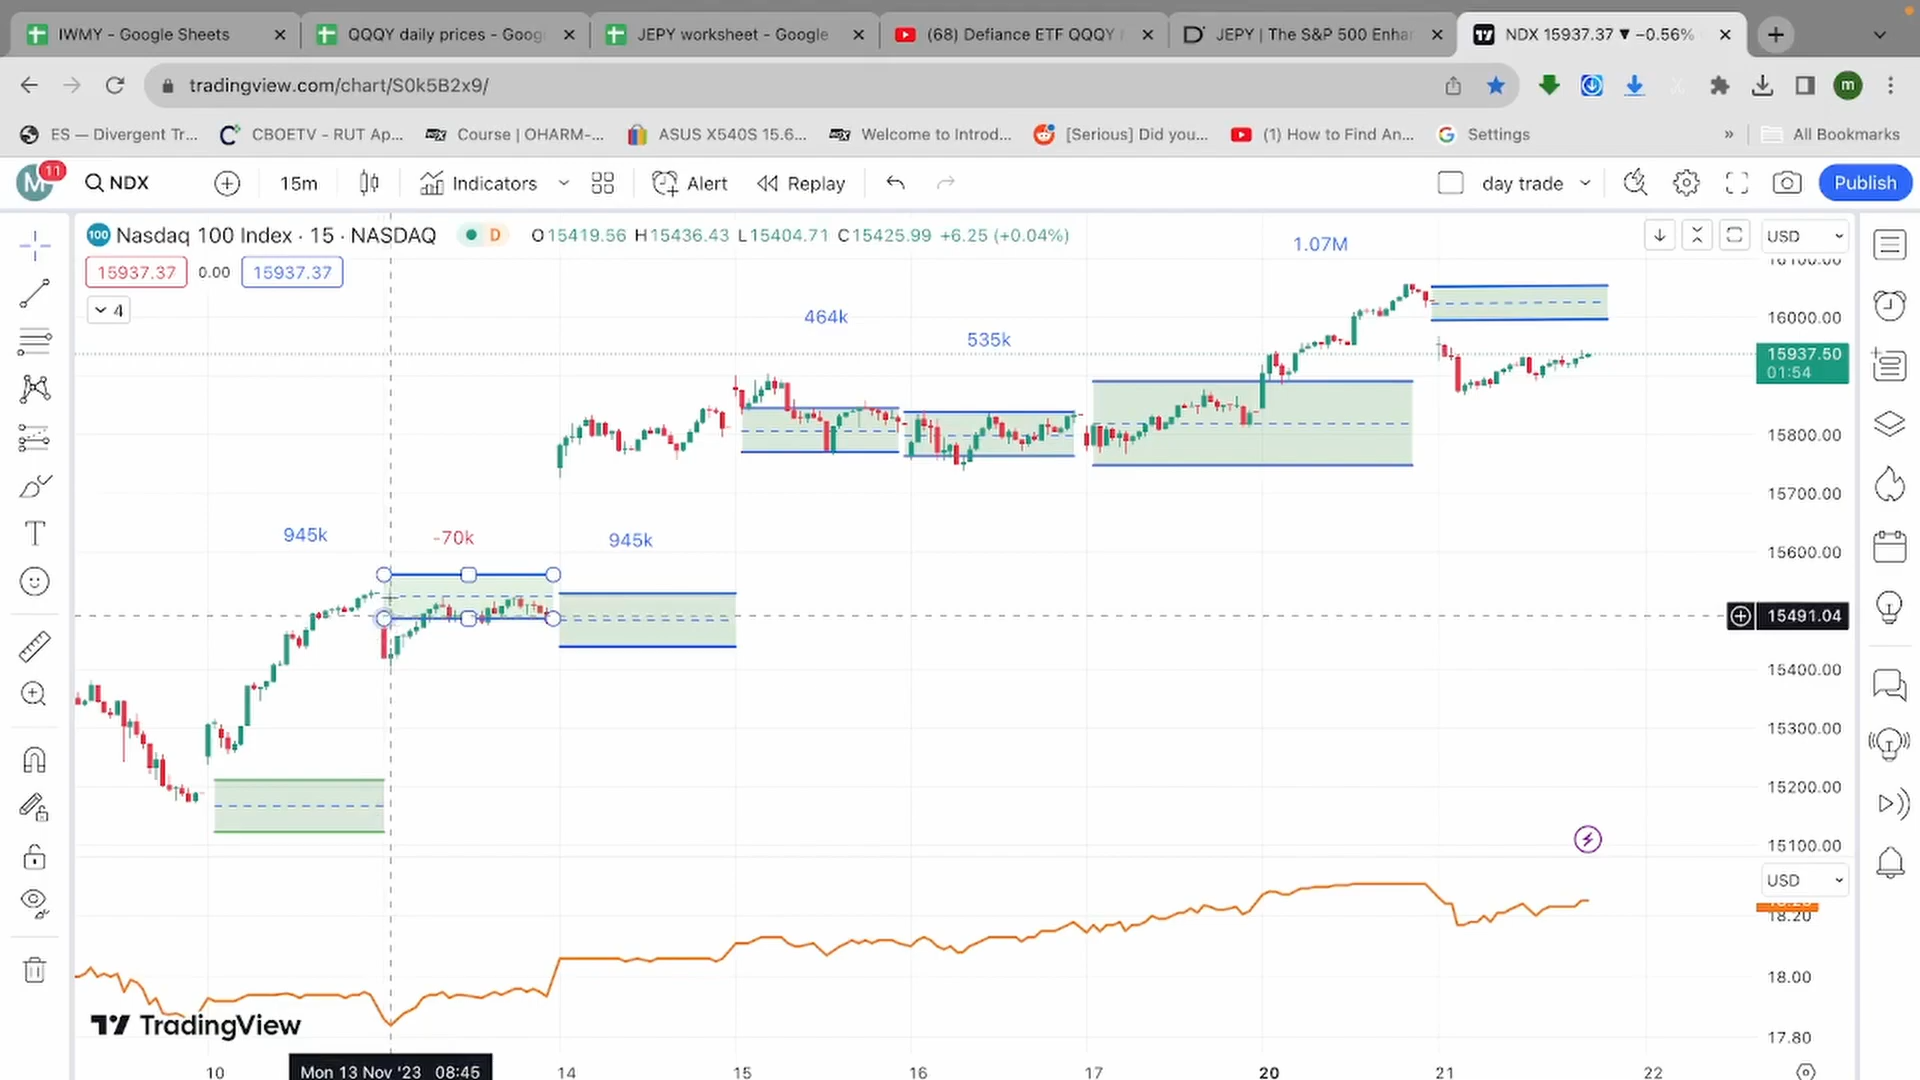 IWMY - Google Sheets
QQQY daily prices - Goog
JEPY worksheet - Google
(68) Defiance ETF QQQY
JEPY | The S&P 500 Enhan
NDX 15937.37 ▼ −0.56%
tradingview.com/chart/S0k5B2x9/
m
ES — Divergent Tr...
CBOETV - RUT Ap...
Course | OHARM-...
ASUS X540S 15.6...
Welcome to Introd...
[Serious] Did you...
(1) How to Find An...
Settings
»
All Bookmarks
M
11
NDX
15m
Indicators
Alert
Replay
day trade
Publish
100
Nasdaq 100 Index · 15 · NASDAQ
D
O15419.56 H15436.43 L15404.71 C15425.99 +6.25 (+0.04%)
1.07M
USD
15937.37
0.00
15937.37
4
16100.00
464k
16000.00
535k
15937.50
01:54
15800.00
15700.00
945k
-70k
945k
15600.00
15491.04
15400.00
15300.00
15200.00
15100.00
USD
18.20
18.00
TradingView
17.80
10
Mon 13 Nov '23 08:45
14
15
16
17
20
21
22